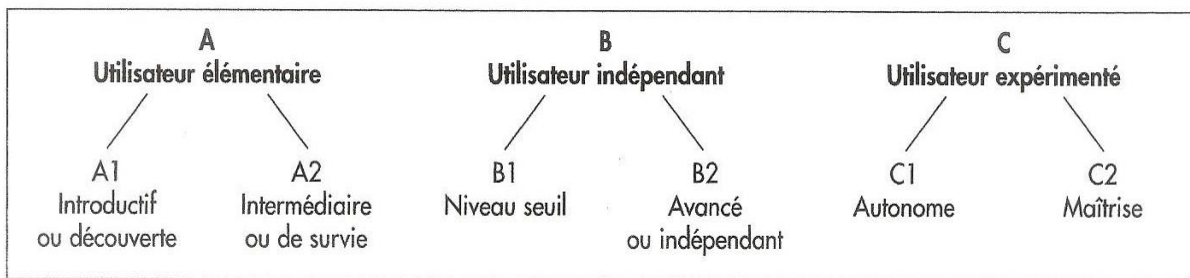 A
Utilisateur élémentaire
B
Utilisateur indépendant
C
Utilisateur expérimenté
A1
Introductif
ou découverte
A2
Intermédiaire
ou de survie
B1
Niveau seuil
B2
Avancé
ou indépendant
C1
Autonome
C2
Maîtrise